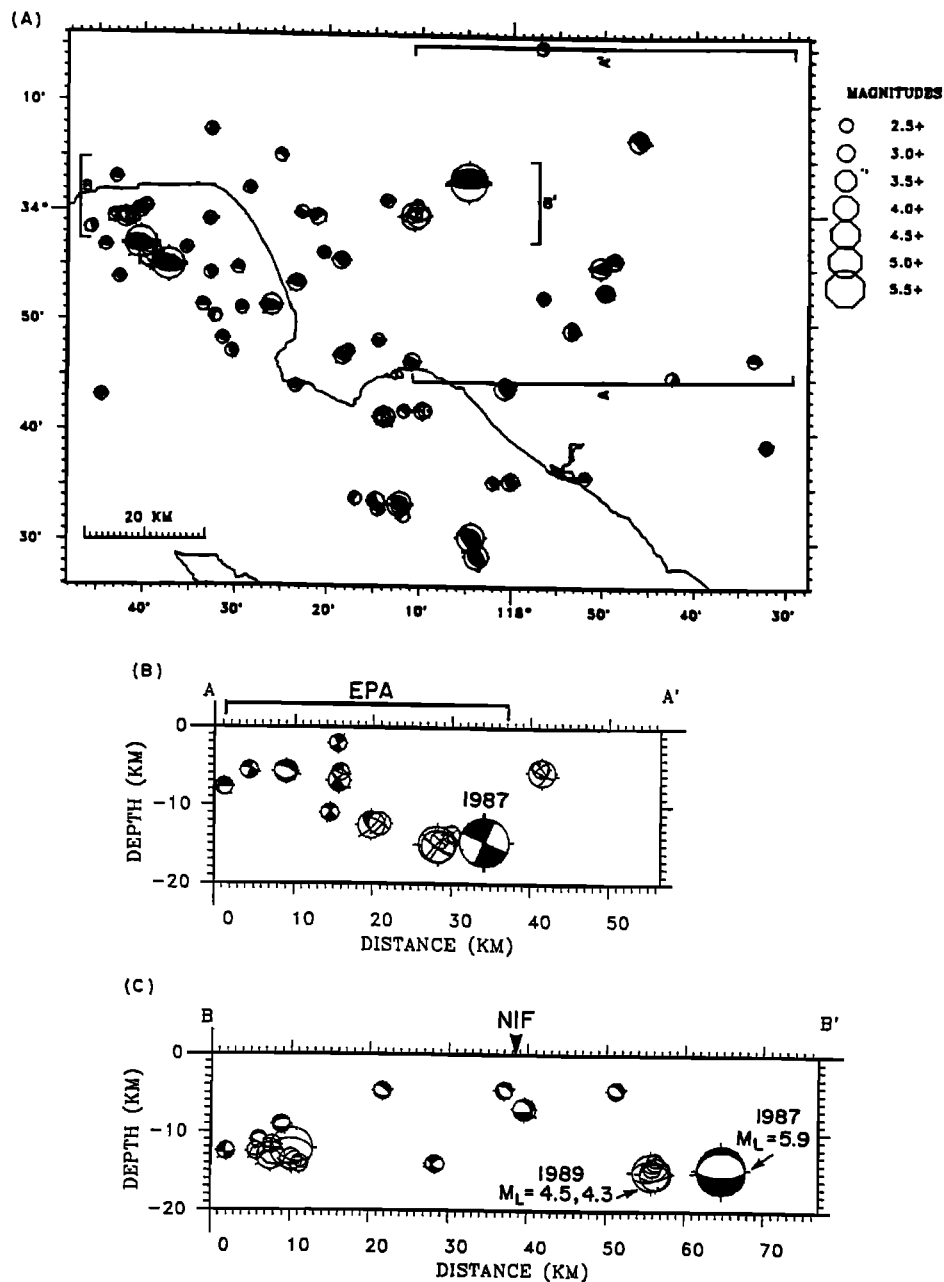 (A)
A'
MAGNITUDES
10'
2.5+
3.0+
3.5+
B
B'
34°
4.0+
4.5+
5.0+
5.5+
50'
A
40'
20 KM
30'
40' 30' 20' 10' 118° 50' 40' 30'
(B)
A EPA A'
0
-10
-20
DEPTH (KM)
1987
0 10 20 30 40 50
DISTANCE (KM)
(C)
B NIF B'
0
-10
-20
DEPTH (KM)
1987
ML=5.9
1989
ML=4.5,4.3
0 10 20 30 40 50 60 70
DISTANCE (KM)